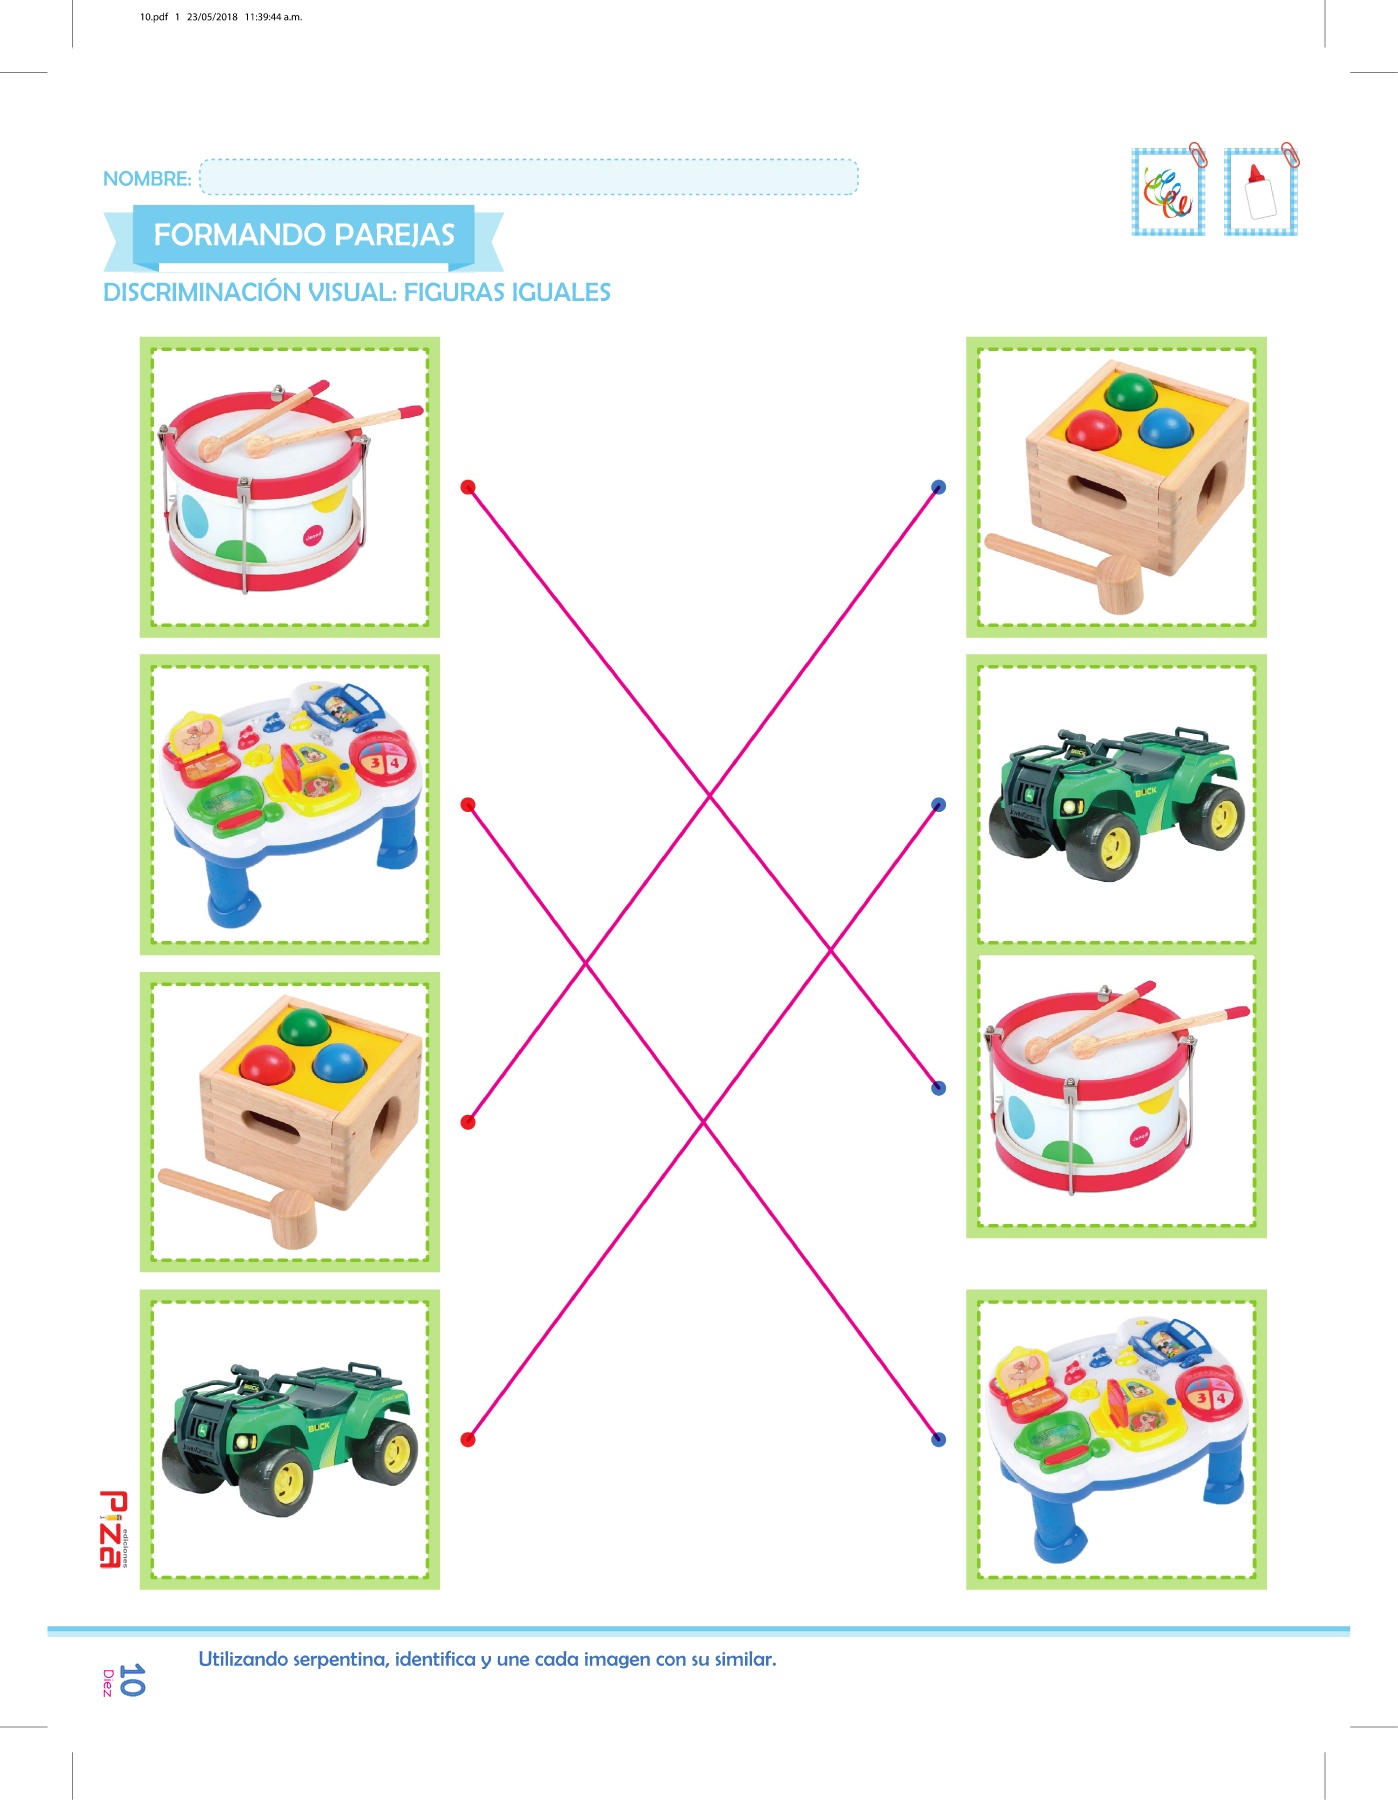 10.pdf 1 23/05/2018 11:39:44 a.m.
NOMBRE:
FORMANDO PAREJAS
DISCRIMINACIÓN VISUAL: FIGURAS IGUALES
3 4
BUCK
BUCK
3 4
Piza
ediciones
Utilizando serpentina, identifica y une cada imagen con su similar.
10
Diez